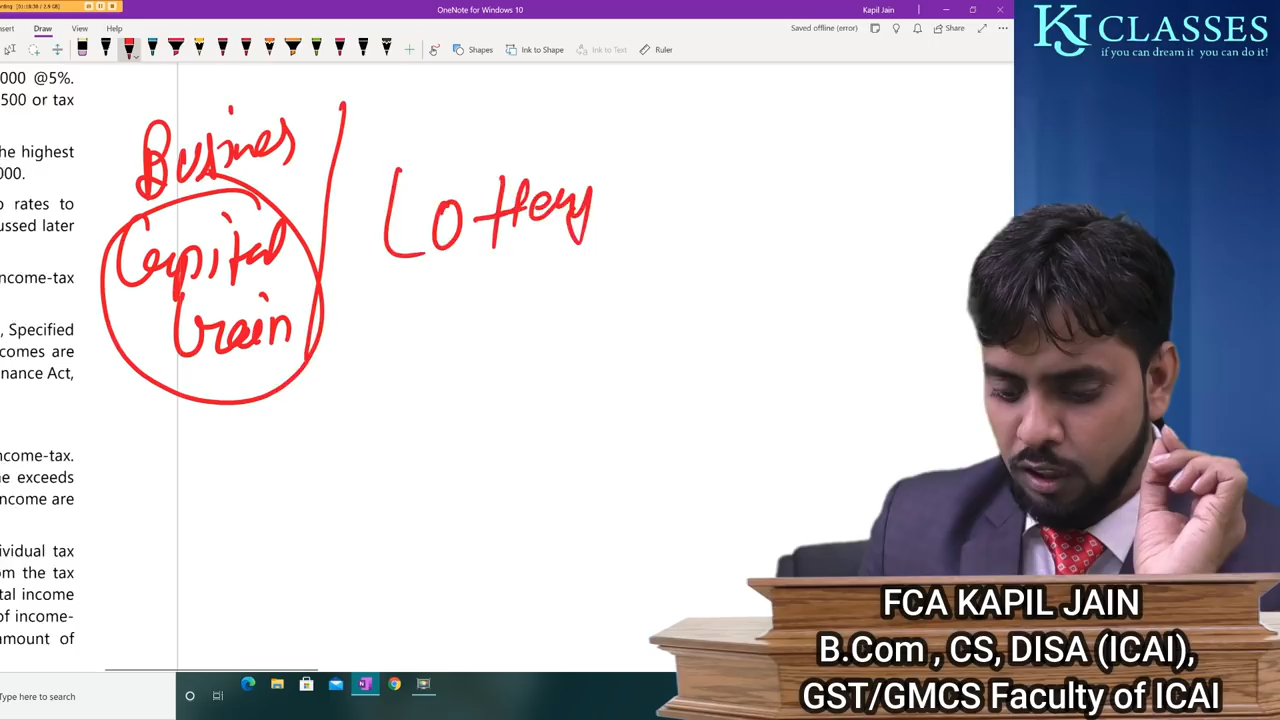 OneNote for Windows 10
Kapil Jain
Draw
View
Help
Saved offline (error)
Share
Shapes
Ink to Shape
Ink to Text
Ruler
KJ CLASSES
if you can dream it you can do it!
000 @5%.
500 or tax
he highest
000.
rates to
ussed later
ncome-tax
, Specified
comes are
nance Act,
ncome-tax.
e exceeds
ncome are
ividual tax
om the tax
tal income
of income-
amount of
Busines
Capital
Gain
Lottery
FCA KAPIL JAIN
B.Com , CS, DISA (ICAI),
GST/GMCS Faculty of ICAI
Type here to search